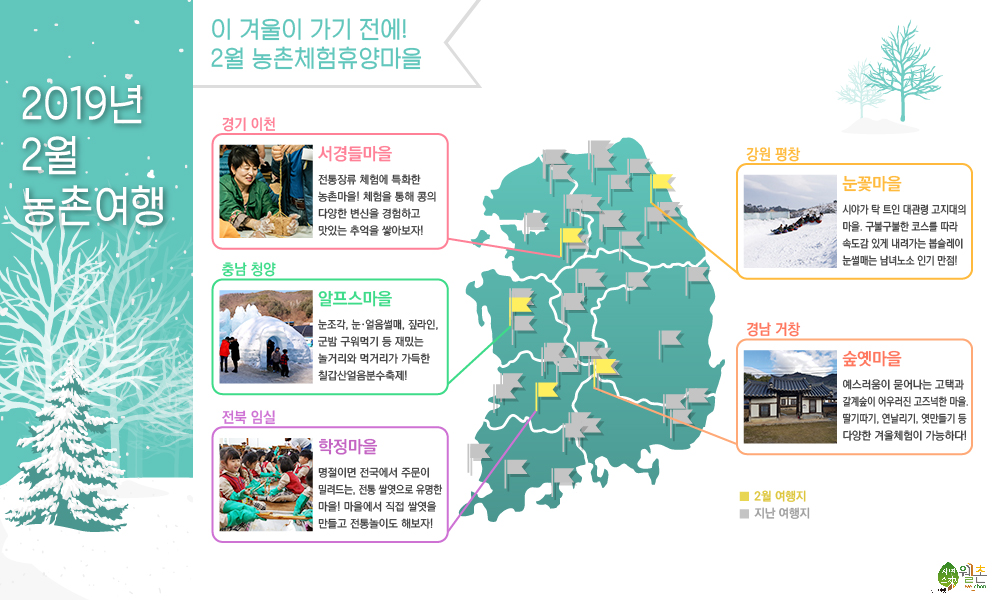 2019년
2월
농촌여행
이 겨울이 가기 전에!
2월 농촌체험휴양마을
경기 이천
서경들마을
전통장류 체험에 특화한
농촌마을! 체험을 통해 콩의
다양한 변신을 경험하고
맛있는 추억을 쌓아보자!
충남 청양
알프스마을
눈조각, 눈·얼음썰매, 짚라인,
군밤 구워먹기 등 재밌는
놀거리와 먹거리가 가득한
칠갑산얼음분수축제!
전북 임실
학정마을
명절이면 전국에서 주문이
밀려드는, 전통 쌀엿으로 유명한
마을! 마을에서 직접 쌀엿을
만들고 전통놀이도 해보자!
강원 평창
눈꽃마을
시야가 탁 트인 대관령 고지대의
마을. 구불구불한 코스를 따라
속도감 있게 내려가는 봅슬레이
눈썰매는 남녀노소 인기 만점!
경남 거창
숲옛마을
예스러움이 묻어나는 고택과
갈계숲이 어우러진 고즈넉한 마을.
딸기따기, 연날리기, 엿만들기 등
다양한 겨울체험이 가능하다!
2월 여행지
지난 여행지
웰촌